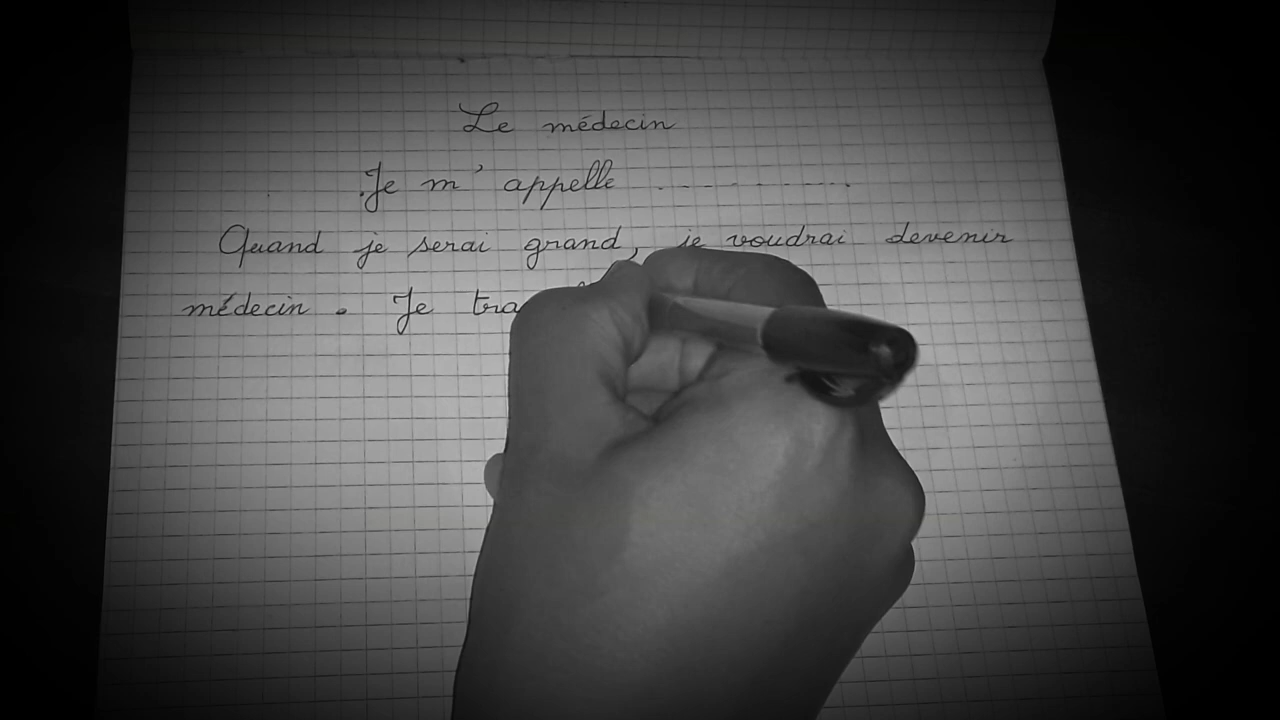 Le médecin
Je m'appelle ..........
Quand je serai grand, je voudrai devenir
médecin. Je